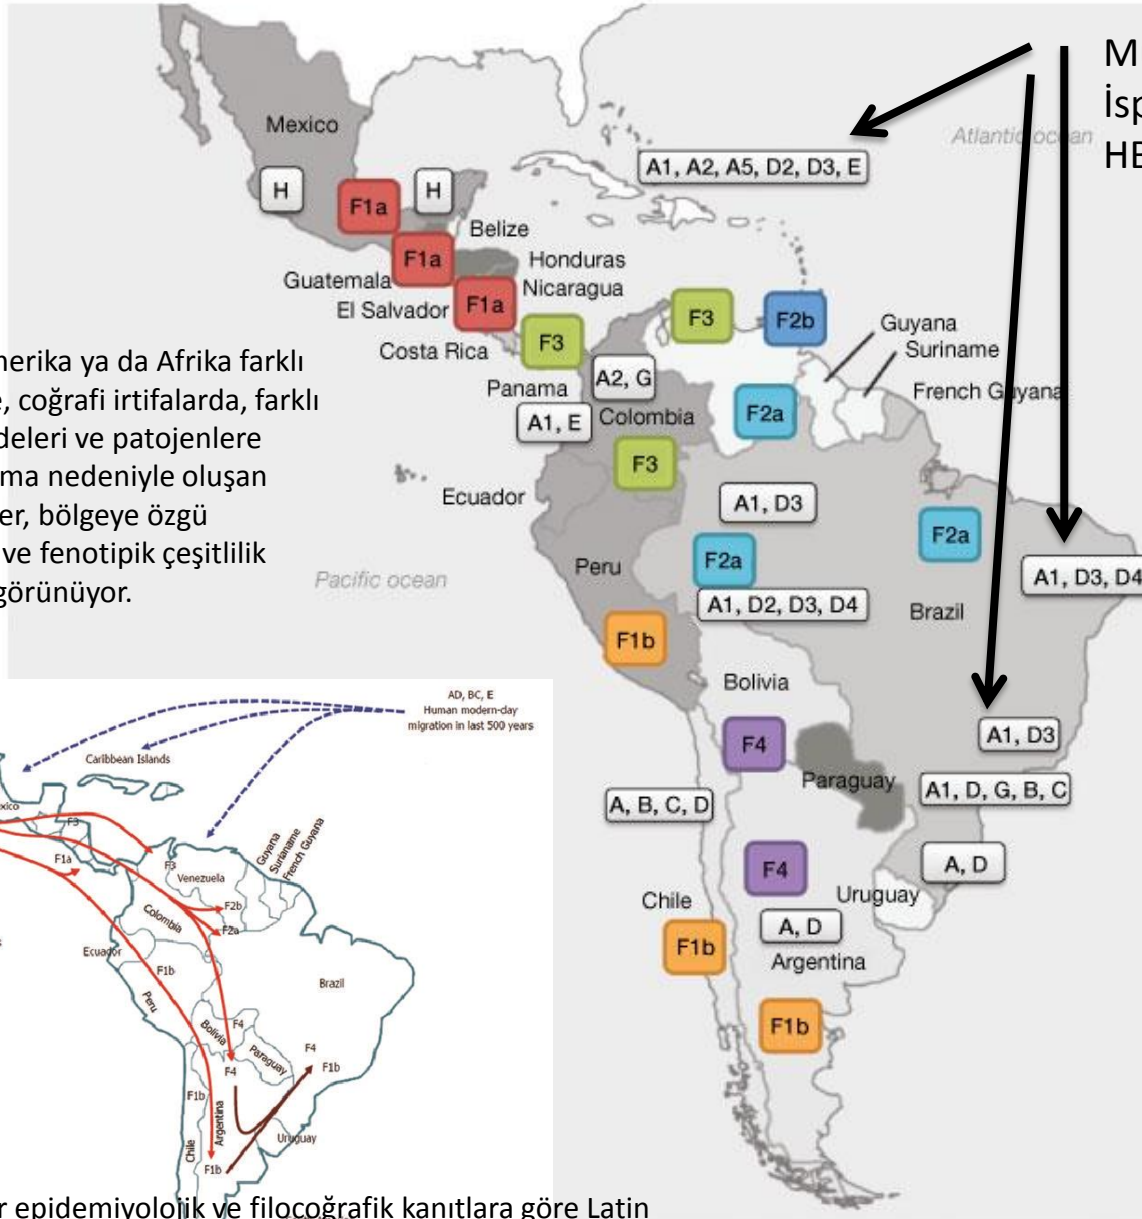 M
İsp
HE
Atlantic ocean
Mexico
A1, A2, A5, D2, D3, E
H
F1a
H
Belize
F1a
Honduras
Guatemala
Nicaragua
F1a
El Salvador
F3
F2b
Guyana
F3
Costa Rica
Suriname
Panama
A2, G
French Guyana
F2a
A1, E
Colombia
F3
Ecuador
A1, D3
F2a
F2a
Peru
A1, D3, D4
Pacific ocean
A1, D2, D3, D4
Brazil
F1b
Bolivia
A1, D3
F4
Paraguay
A1, D, G, B, C
A, B, C, D
A, D
F4
Uruguay
Chile
A, D
F1b
Argentina
F1b
merika ya da Afrika farklı
e, coğrafi irtifalarda, farklı
deleri ve patojenlere
ma nedeniyle oluşan
er, bölgeye özgü
ve fenotipik çeşitlilik
görünüyor.
AD, BC, E
Human modern-day
migration in last 500 years
Caribbean Islands
xico
F3
F1a
F3
Guyana
Suriname
French Guyana
Venezuela
F2b
Colombia
F2a
Ecuador
F1b
Brazil
Peru
Bolivia
F4
Paraguay
F4
F4
F1b
F1b
Argentina
Chile
Uruguay
F1b
r epidemiyolojik ve filocoğrafik kanıtlara göre Latin